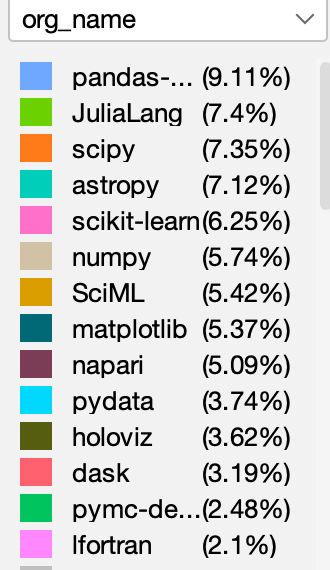 org_name
pandas-... (9.11%)
JuliaLang (7.4%)
scipy (7.35%)
astropy (7.12%)
scikit-learn (6.25%)
numpy (5.74%)
SciML (5.42%)
matplotlib (5.37%)
napari (5.09%)
pydata (3.74%)
holoviz (3.62%)
dask (3.19%)
pymc-de... (2.48%)
lfortran (2.1%)